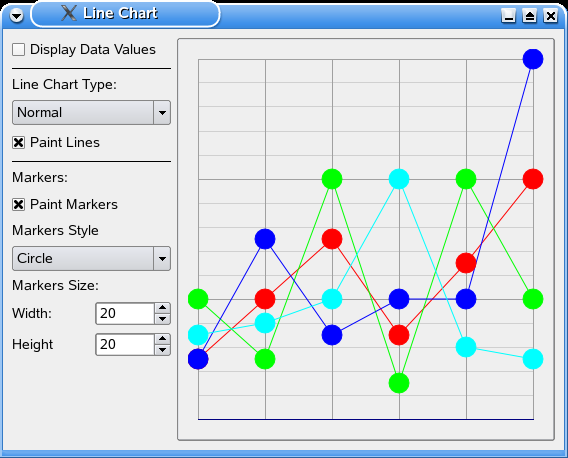 Line Chart
Display Data Values
Line Chart Type:
Normal
Paint Lines
Markers:
Paint Markers
Markers Style
Circle
Markers Size:
Width: 20
Height 20